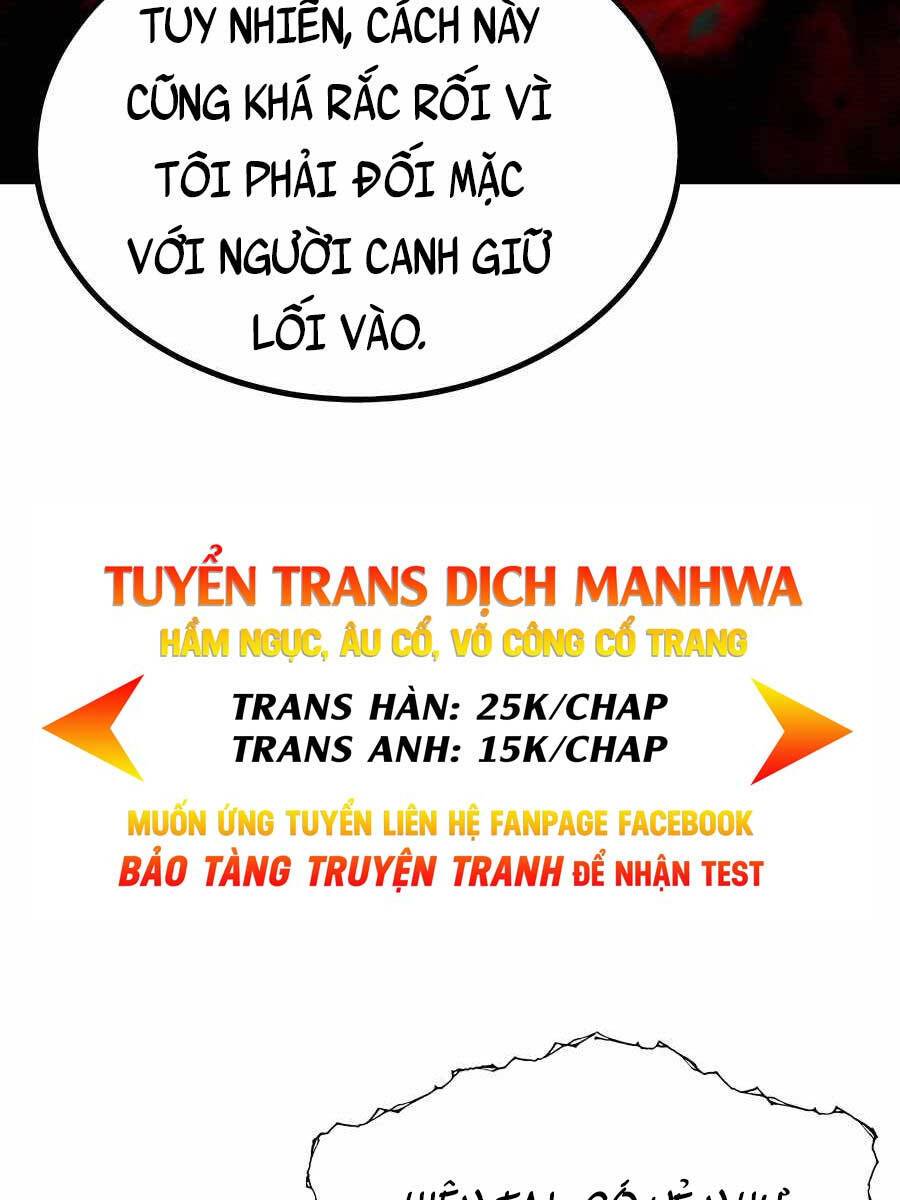 TUY NHIÊN, CÁCH NÀY
CŨNG KHÁ RẮC RỐI VÌ
TÔI PHẢI ĐỐI MẶC
VỚI NGƯỜI CANH GIỮ
LỐI VÀO.
TUYỂN TRANS DỊCH MANHWA
HẦM NGỤC, ÂU CỔ, VÕ CÔNG CỔ TRANG
TRANS HÀN: 25K/CHAP
TRANS ANH: 15K/CHAP
MUỐN ỨNG TUYỂN LIÊN HỆ FANPAGE FACEBOOK
BẢO TÀNG TRUYỆN TRANH ĐỂ NHẬN TEST